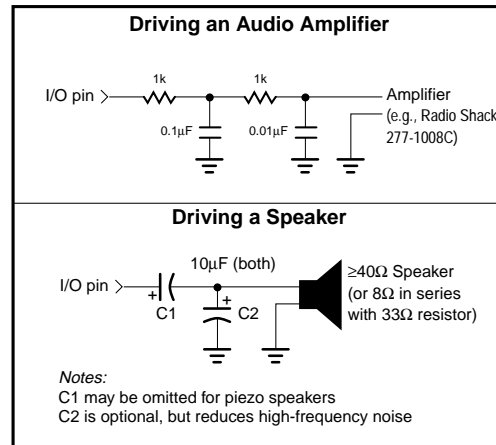 Driving an Audio Amplifier
1k 1k
I/O pin Amplifier
(e.g., Radio Shack
277-1008C)
0.1µF 0.01µF
Driving a Speaker
10µF (both)
I/O pin
+ C1
+ C2
≥40Ω Speaker
(or 8Ω in series
with 33Ω resistor)
Notes:
C1 may be omitted for piezo speakers
C2 is optional, but reduces high-frequency noise